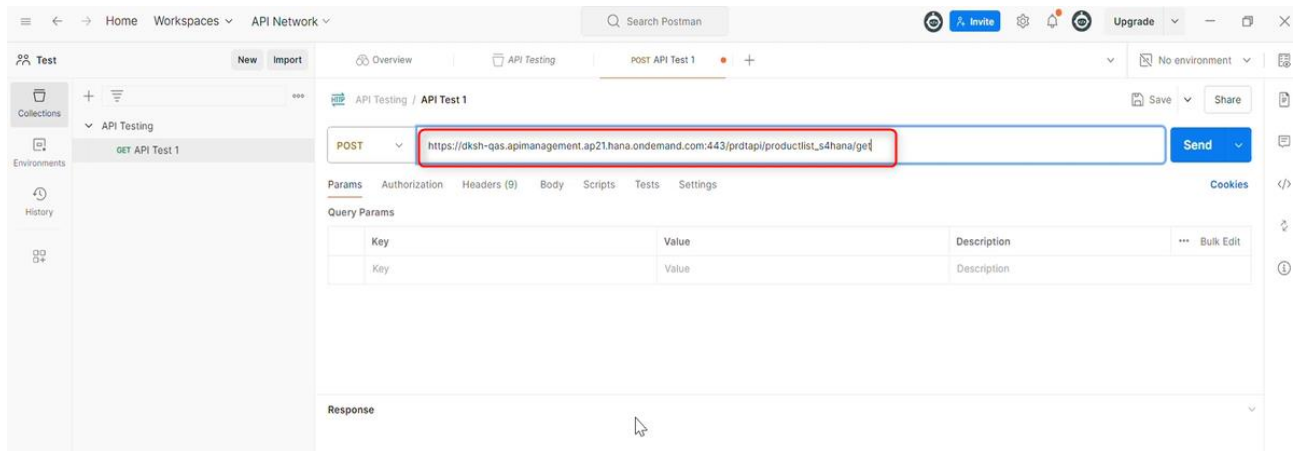 Home Workspaces API Network Search Postman Invite Upgrade
Test New Import Overview API Testing POST API Test 1 No environment
Collections
API Testing
GET API Test 1
Environments
History
HTTP API Testing / API Test 1 Save Share
POST https://dksh-qas.apimanagement.ap21.hana.ondemand.com:443/prdtapi/productlist_s4hana/get Send
Params Authorization Headers (9) Body Scripts Tests Settings Cookies
Query Params
Key Value Description Bulk Edit
Key Value Description
Response